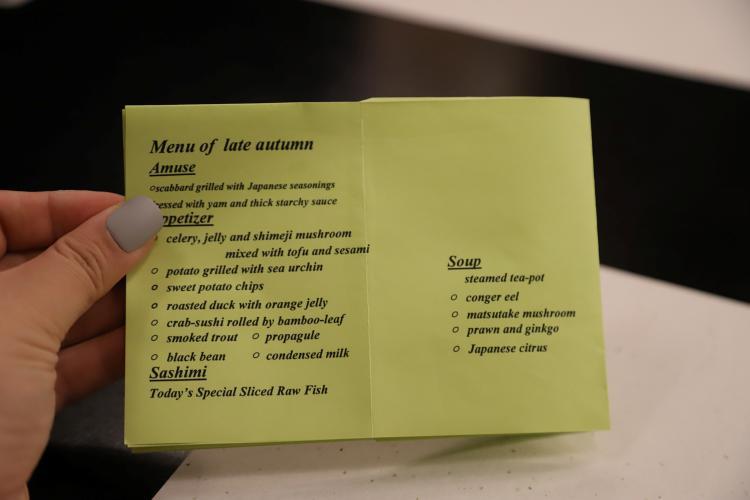 Menu of late autumn
Amuse
○scabbard grilled with Japanese seasonings
ressed with yam and thick starchy sauce
ppetizer
○ celery, jelly and shimeji mushroom
mixed with tofu and sesami
○ potato grilled with sea urchin
○ sweet potato chips
○ roasted duck with orange jelly
○ crab-sushi rolled by bamboo-leaf
○ smoked trout ○ propagule
○ black bean ○ condensed milk
Sashimi
Today's Special Sliced Raw Fish
Soup
steamed tea-pot
○ conger eel
○ matsutake mushroom
○ prawn and ginkgo
○ Japanese citrus